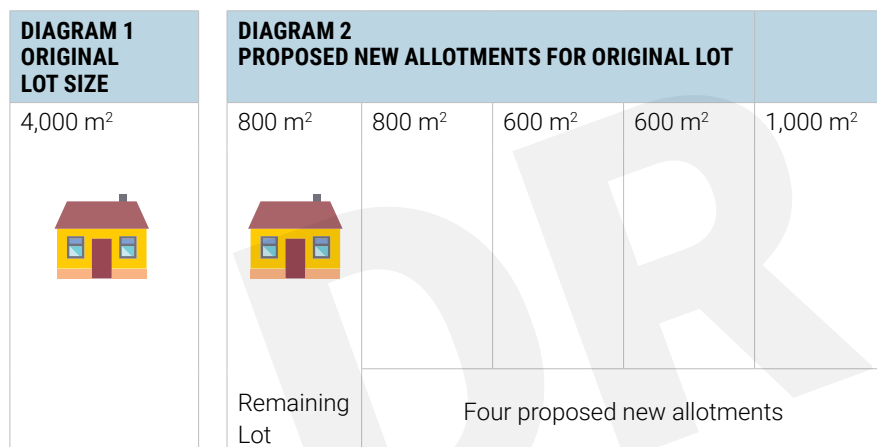 DIAGRAM 1
ORIGINAL
LOT SIZE
4,000 m²
DIAGRAM 2
PROPOSED NEW ALLOTMENTS FOR ORIGINAL LOT
800 m² 800 m² 600 m² 600 m² 1,000 m²
Remaining
Lot
Four proposed new allotments
DR